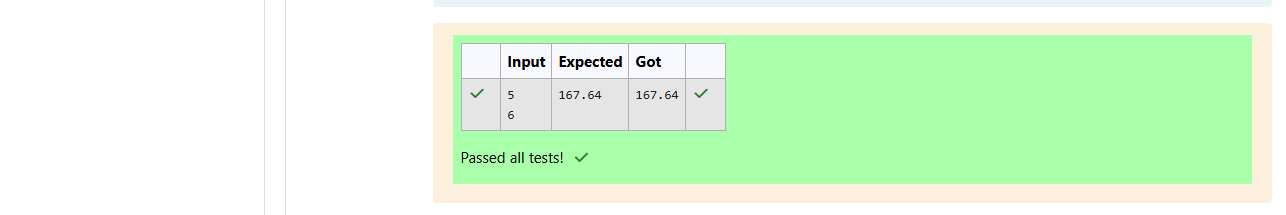 Input Expected Got
5 167.64 167.64
6
Passed all tests!